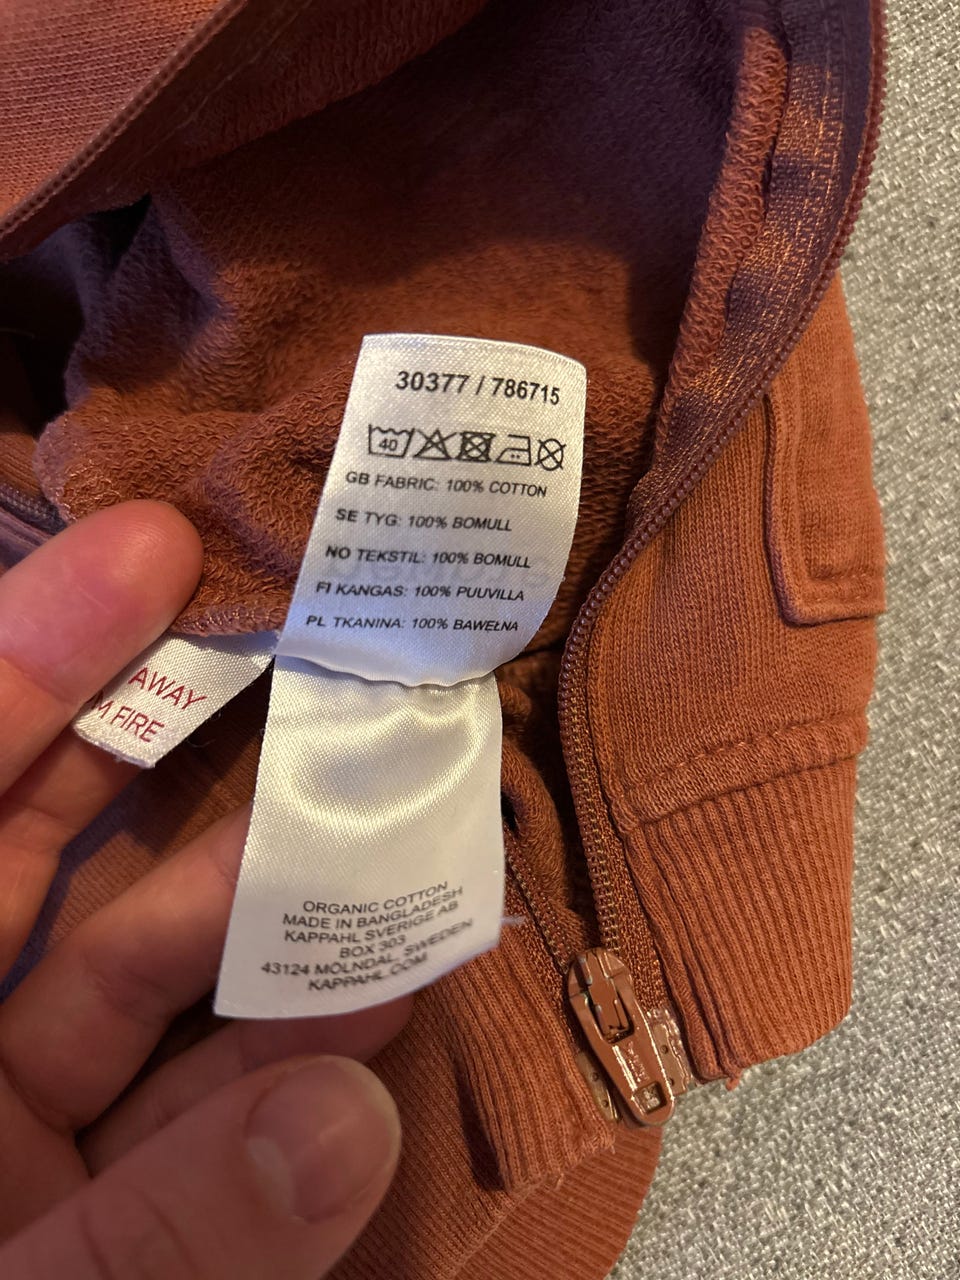 30377 / 786715
40
GB FABRIC: 100% COTTON
SE TYG: 100% BOMULL
NO TEKSTIL: 100% BOMULL
FI KANGAS: 100% PUUVILLA
PL TKANINA: 100% BAWEŁNA
AWAY
M FIRE
ORGANIC COTTON
MADE IN BANGLADESH
KAPPAHL SVERIGE AB
BOX 303
43124 MÖLNDAL, SWEDEN
KAPPAHL.COM